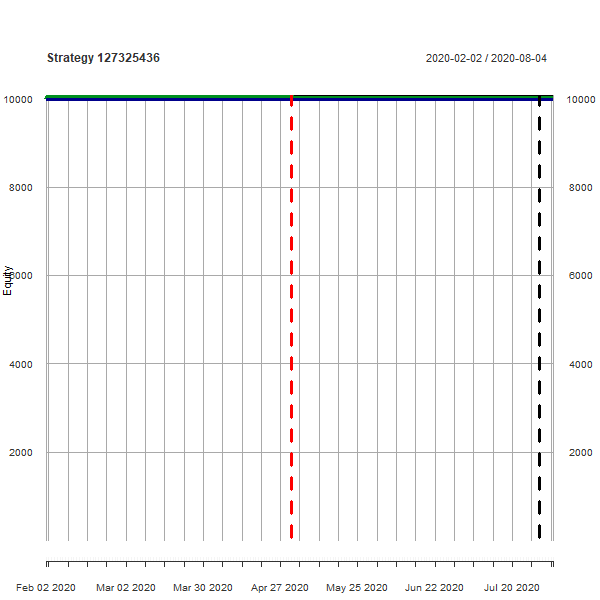 Strategy 127325436
2020-02-02 / 2020-08-04
10000
10000
8000
8000
Equity
6000
6000
4000
4000
2000
2000
Feb 02 2020
Mar 02 2020
Mar 30 2020
Apr 27 2020
May 25 2020
Jun 22 2020
Jul 20 2020